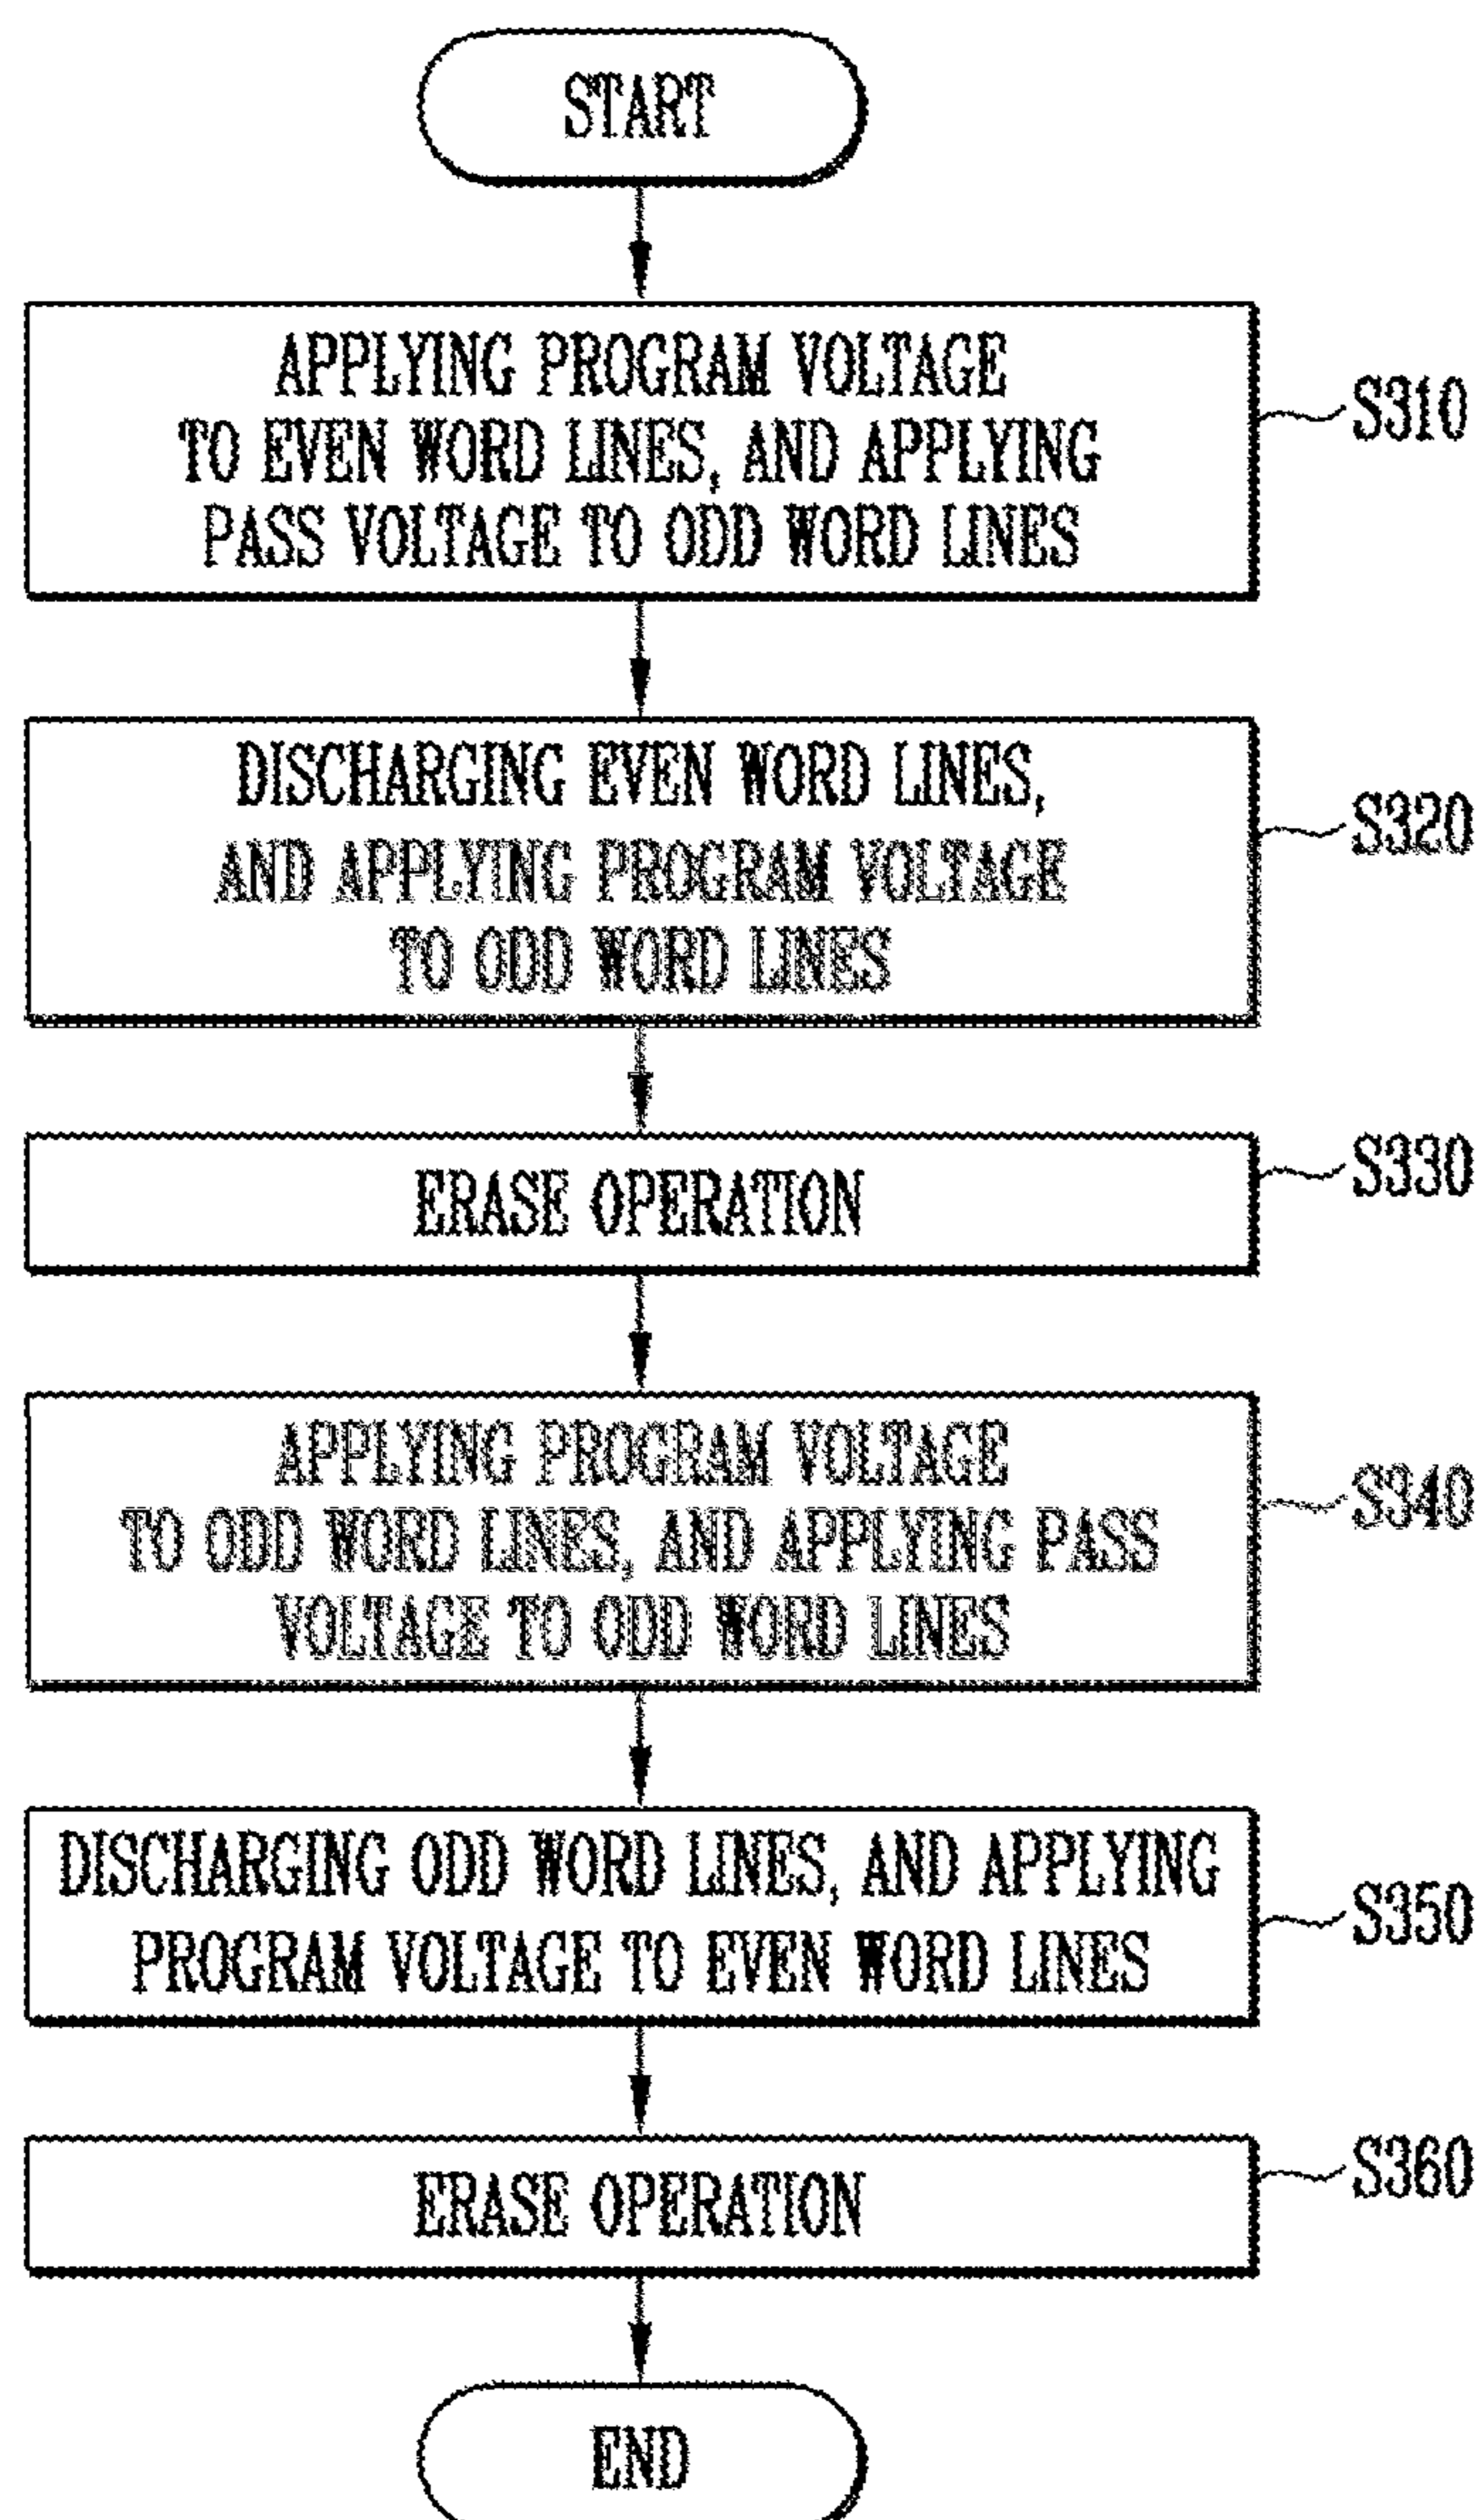 START
APPLYING PROGRAM VOLTAGE
TO EVEN WORD LINES, AND APPLYING
PASS VOLTAGE TO ODD WORD LINES
S310
DISCHARGING EVEN WORD LINES,
AND APPLYING PROGRAM VOLTAGE
TO ODD WORD LINES
S320
ERASE OPERATION
S330
APPLYING PROGRAM VOLTAGE
TO ODD WORD LINES, AND APPLYING PASS
VOLTAGE TO ODD WORD LINES
S340
DISCHARGING ODD WORD LINES, AND APPLYING
PROGRAM VOLTAGE TO EVEN WORD LINES
S350
ERASE OPERATION
S360
END